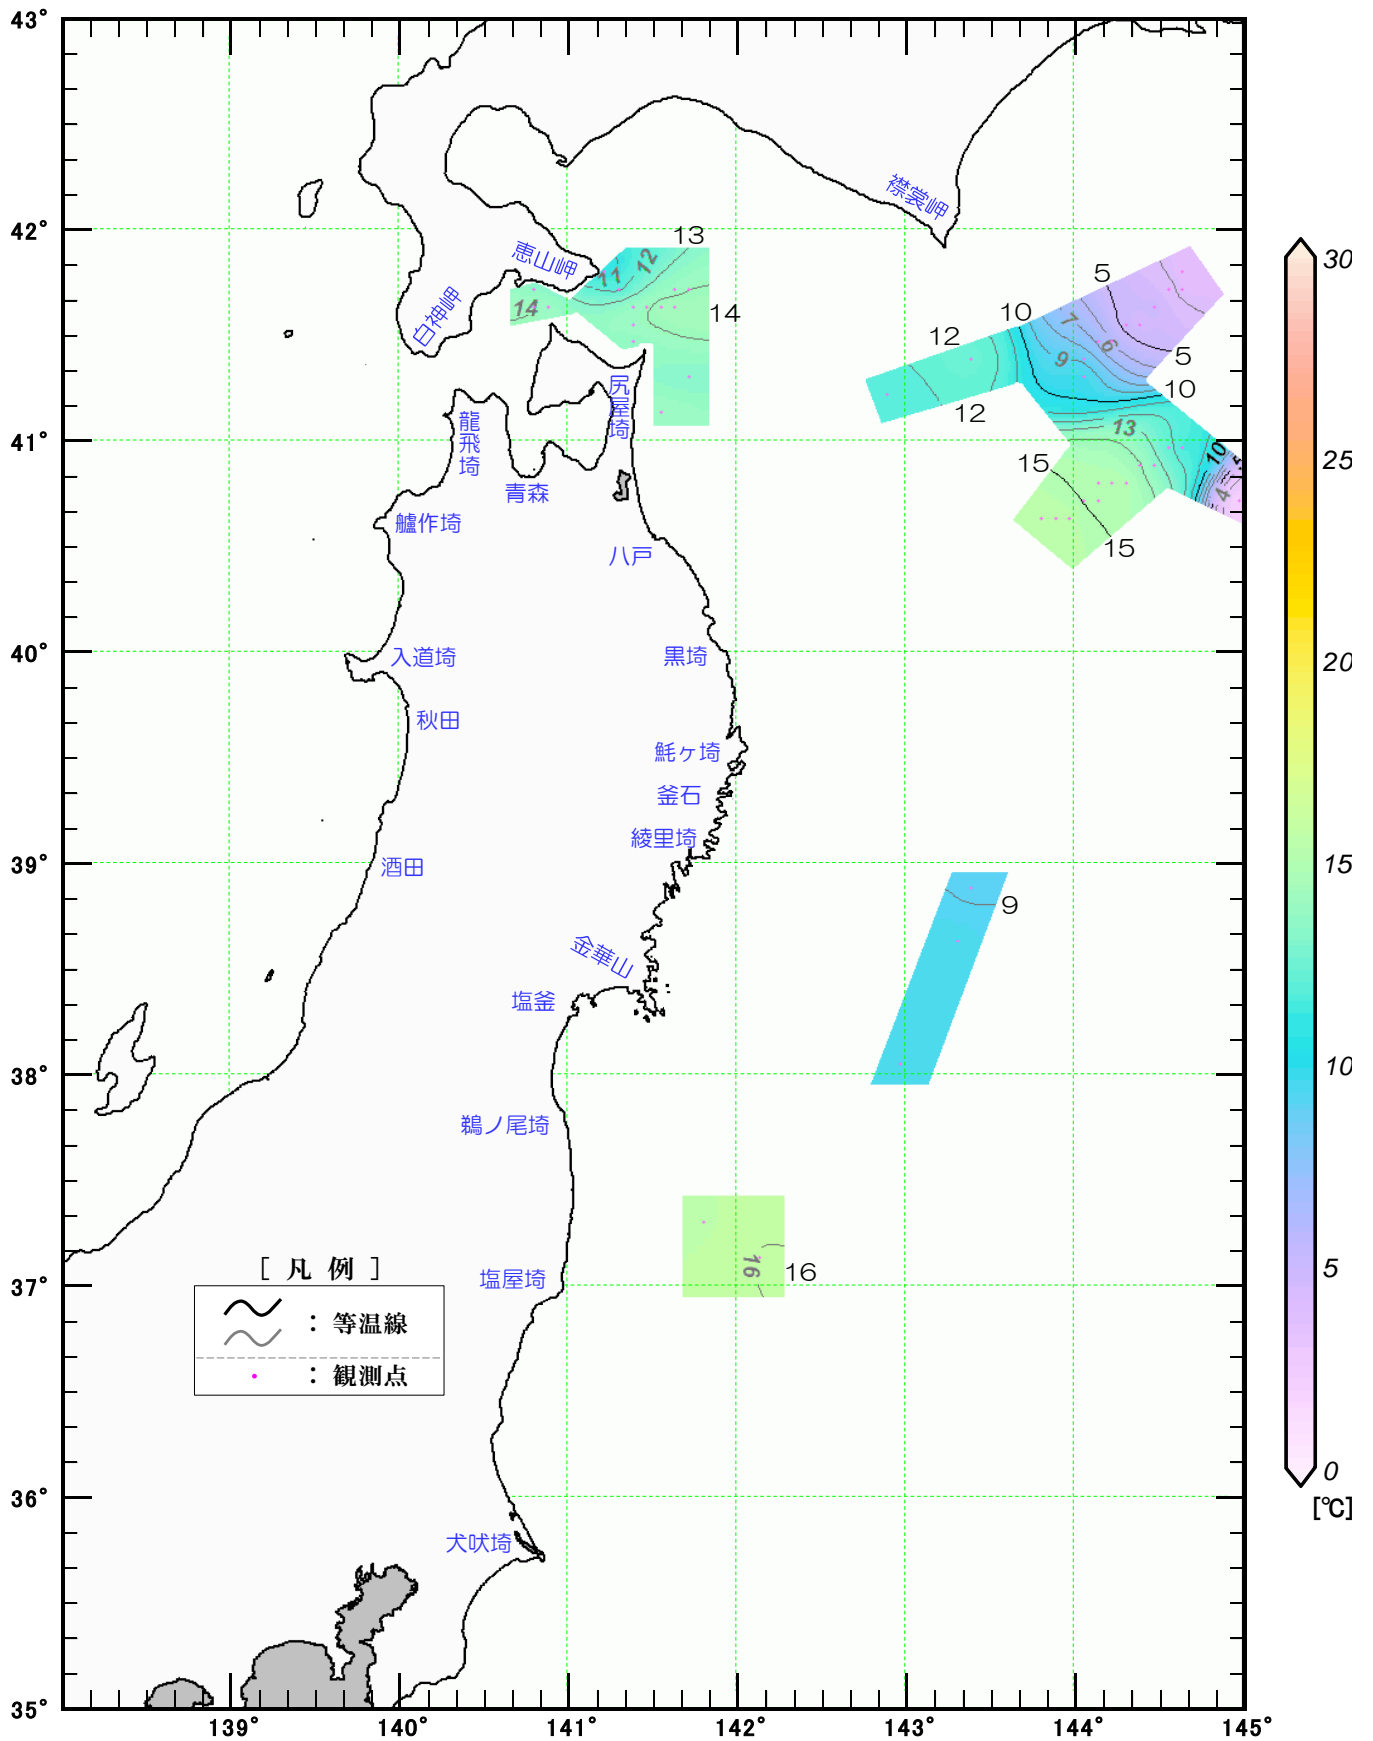 43°
42°
41°
40°
39°
38°
37°
36°
35°
139°
140°
141°
142°
143°
144°
145°
襟裳岬
恵山岬
白神岬
尻屋埼
龍飛埼
青森
艫作埼
八戸
入道埼
黒埼
秋田
魹ヶ埼
釜石
綾里埼
酒田
金華山
塩釜
鵜ノ尾埼
塩屋埼
犬吠埼
13
12
11
14
14
5
10
7
6
12
9
5
10
12
13
15
10
5
4
15
9
16
16
[ 凡 例 ]
：等温線
：観測点
30
25
20
15
10
5
0
[℃]